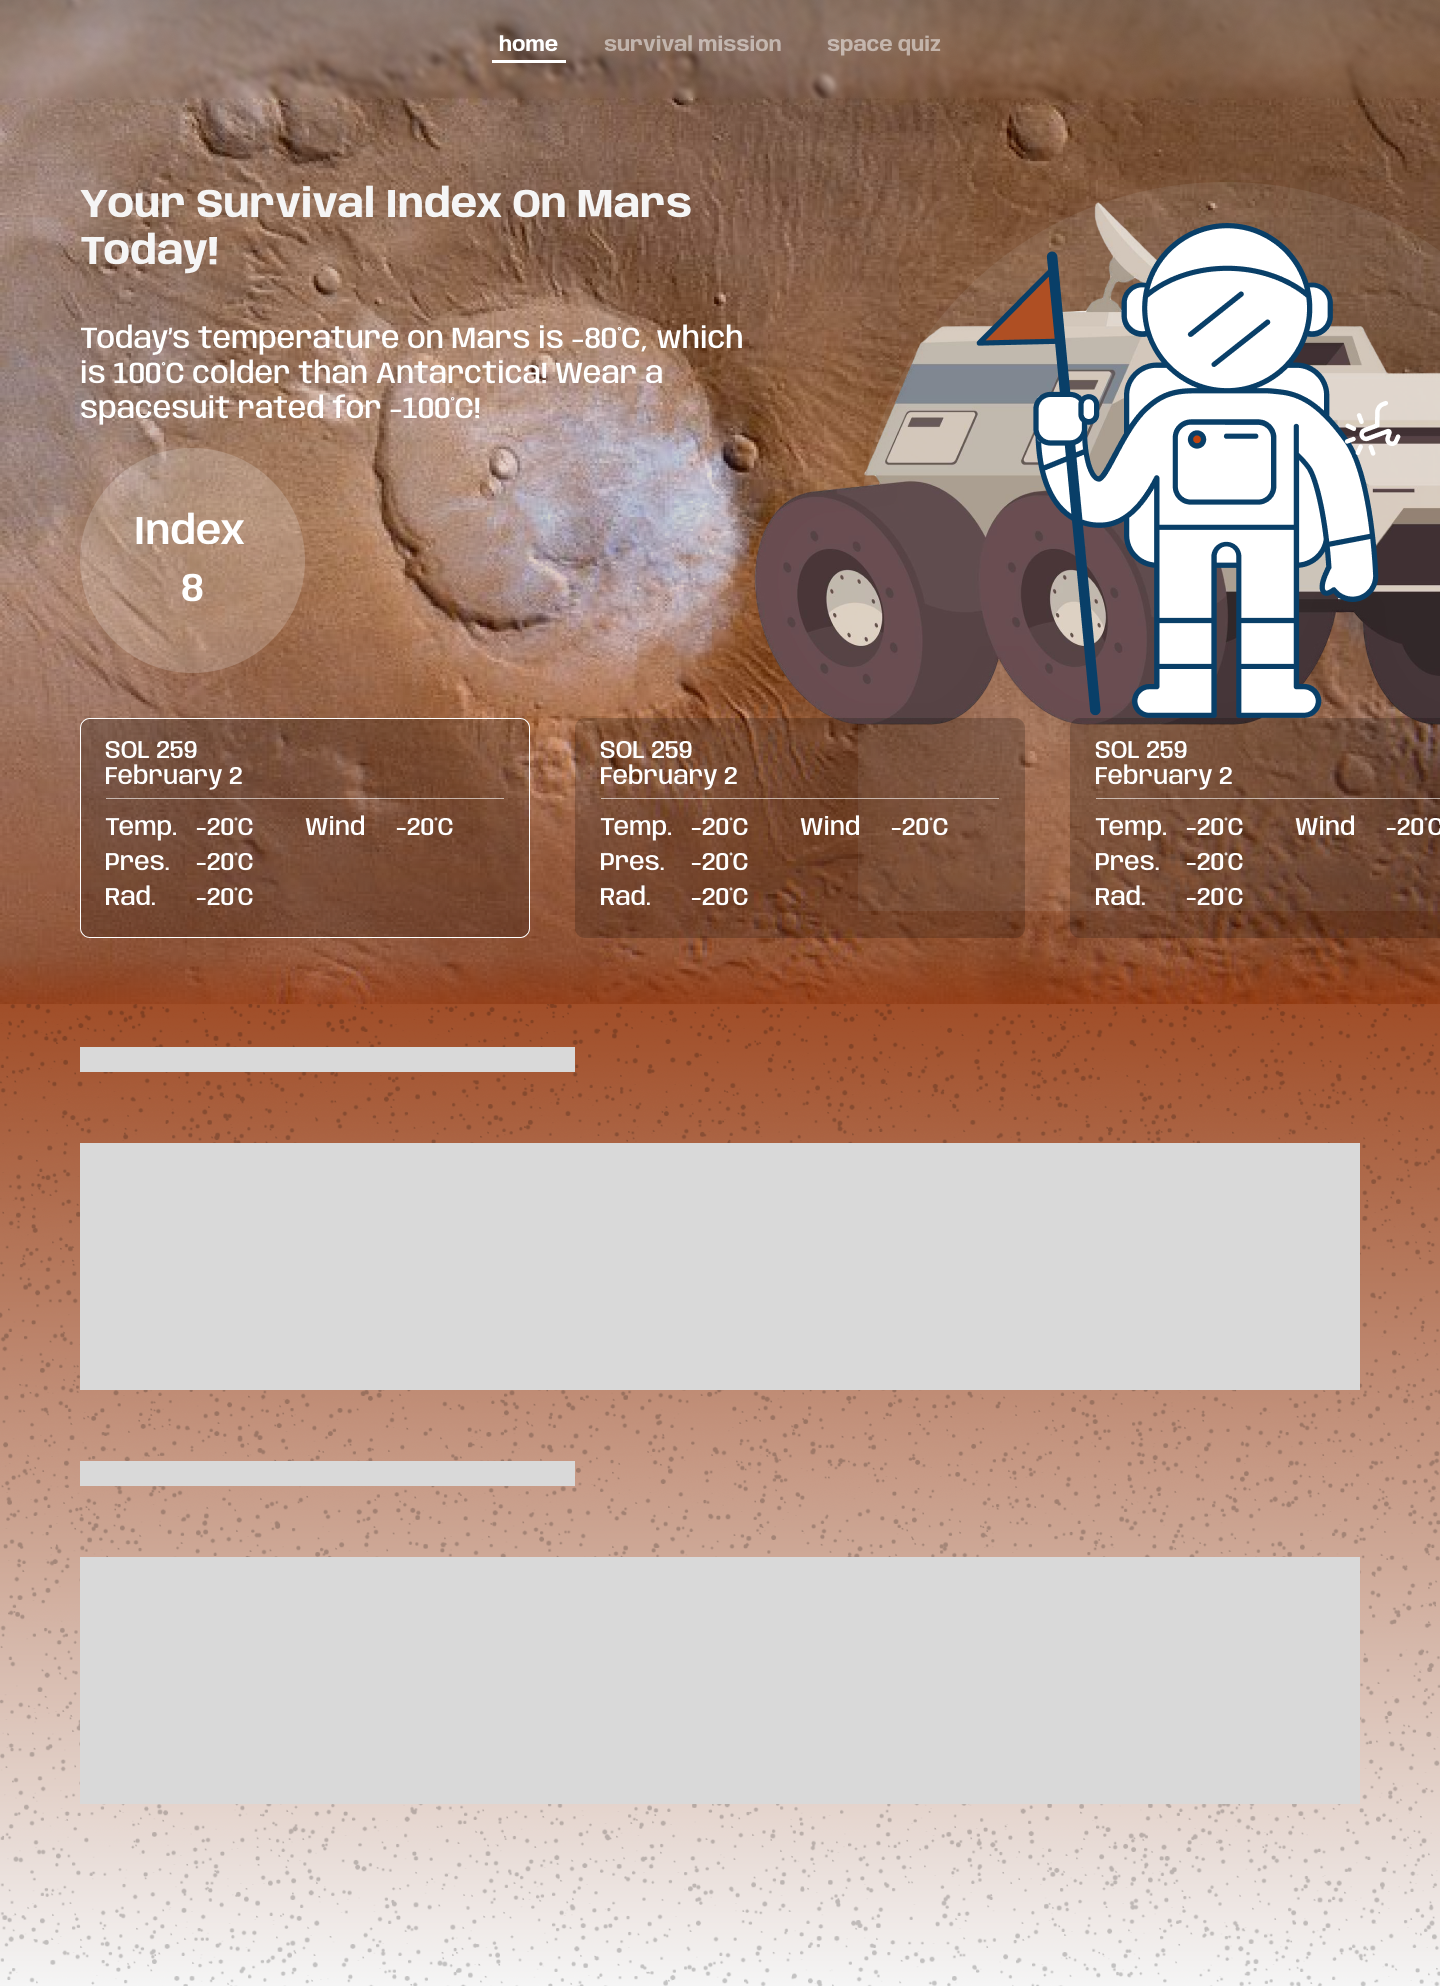 home survival mission space quiz
Your Survival Index On Mars
Today!
Today's temperature on Mars is -80°C, which
is 100°C colder than Antarctica! Wear a
spacesuit rated for -100°C!
Index
8
SOL 259
February 2
Temp. -20°C Wind -20°C
Pres. -20°C
Rad. -20°C
SOL 259
February 2
Temp. -20°C Wind -20°C
Pres. -20°C
Rad. -20°C
SOL 259
February 2
Temp. -20°C Wind -20°C
Pres. -20°C
Rad. -20°C